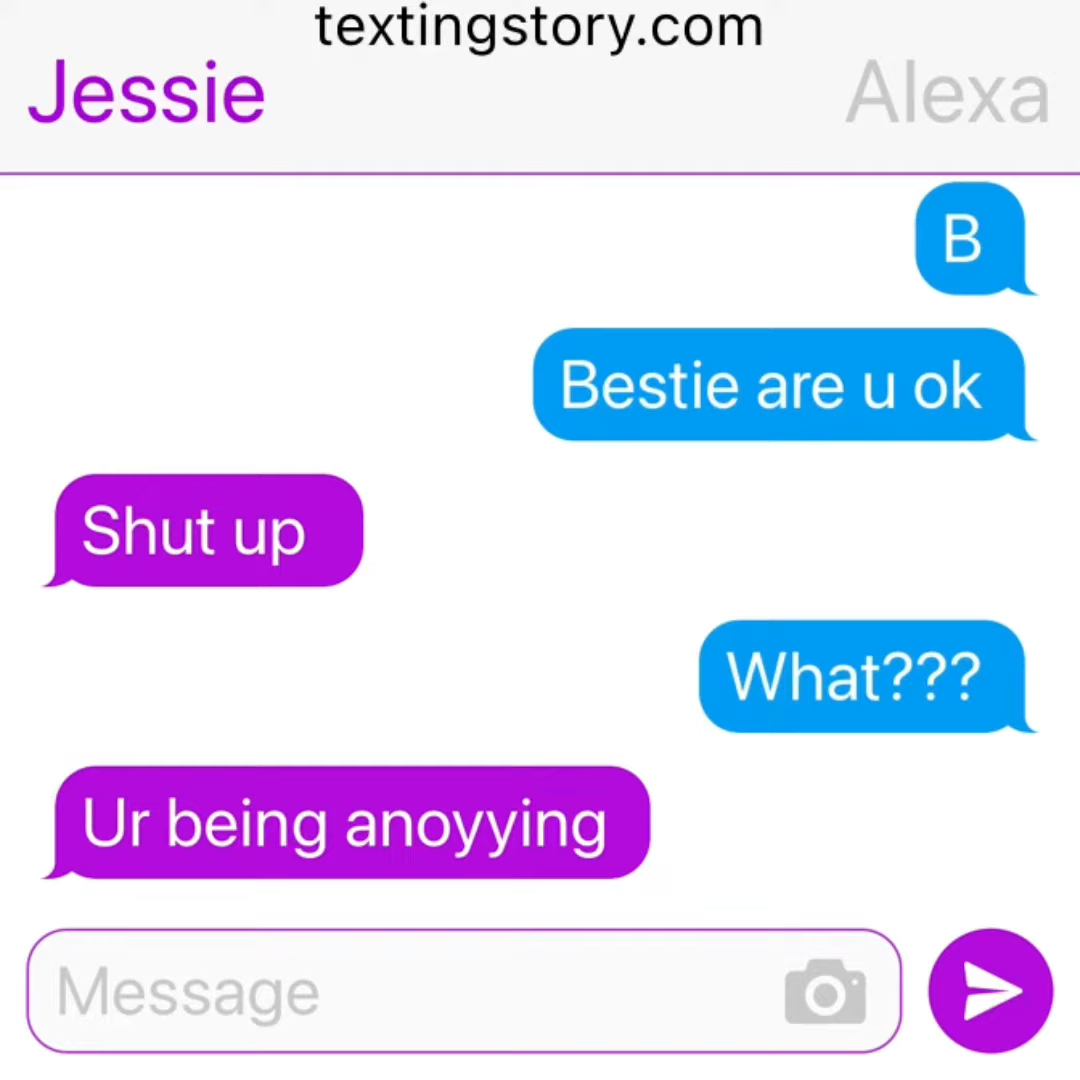 textingstory.com
Jessie Alexa
B
Bestie are u ok
Shut up
What???
Ur being anoyying
Message